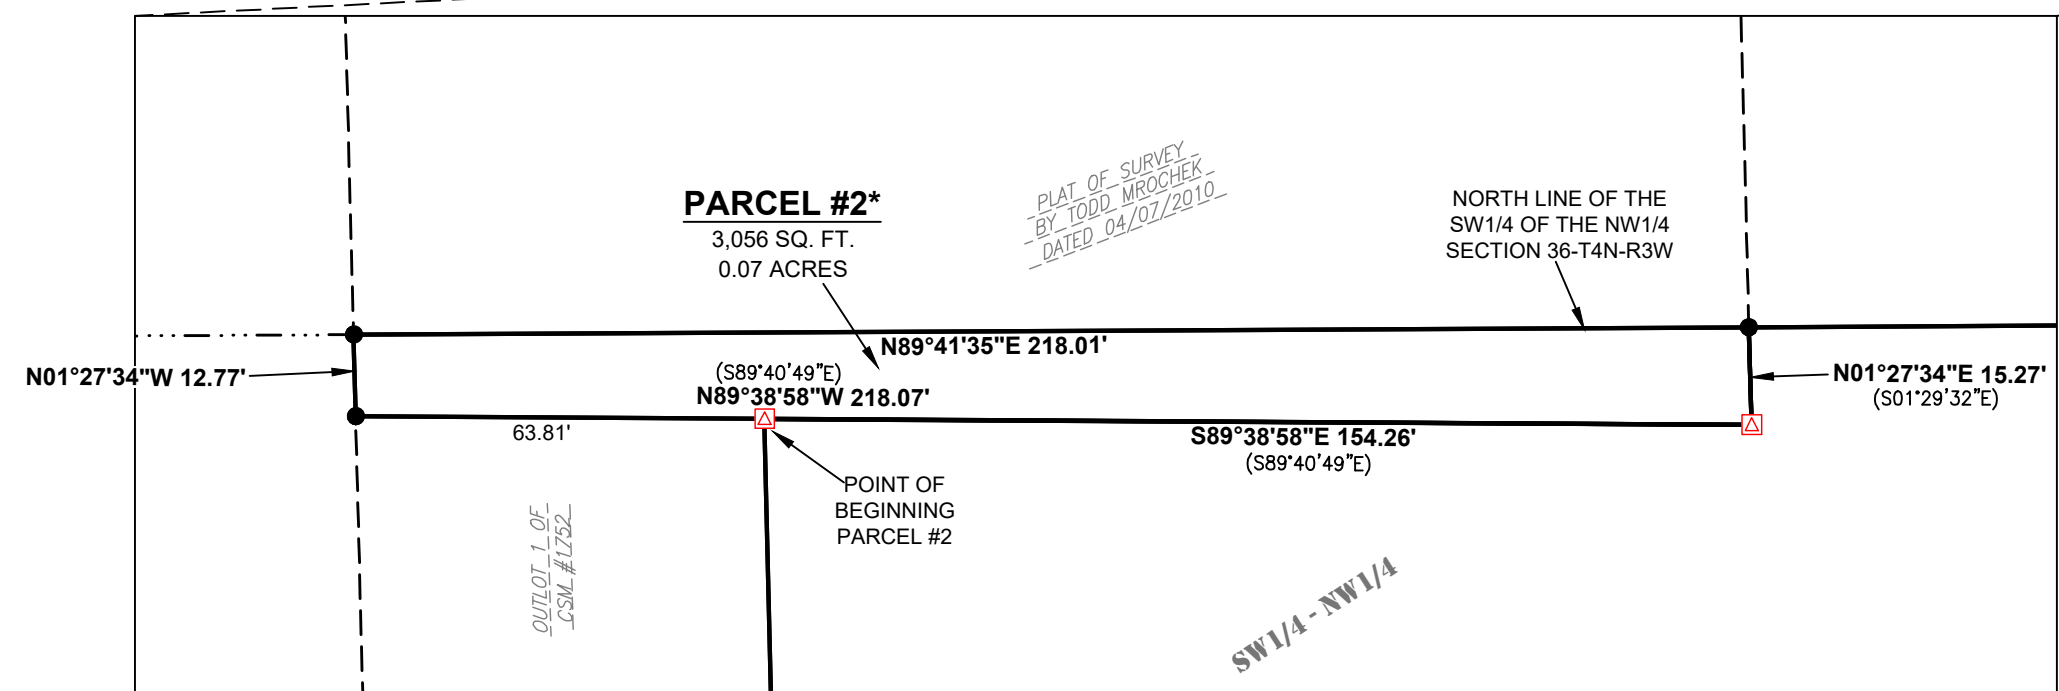 PLAT OF SURVEY
BY TODD MROCHEK
DATED 04/07/2010
PARCEL #2*
3,056 SQ. FT.
0.07 ACRES
NORTH LINE OF THE
SW1/4 OF THE NW1/4
SECTION 36-T4N-R3W
N89°41'35"E 218.01'
(S89°40'49"E)
N89°38'58"W 218.07'
N01°27'34"W 12.77'
N01°27'34"E 15.27'
(S01°29'32"E)
63.81'
S89°38'58"E 154.26'
(S89°40'49"E)
POINT OF
BEGINNING
PARCEL #2
OUTLOT 1 OF
CSM #1752
SW1/4 - NW1/4